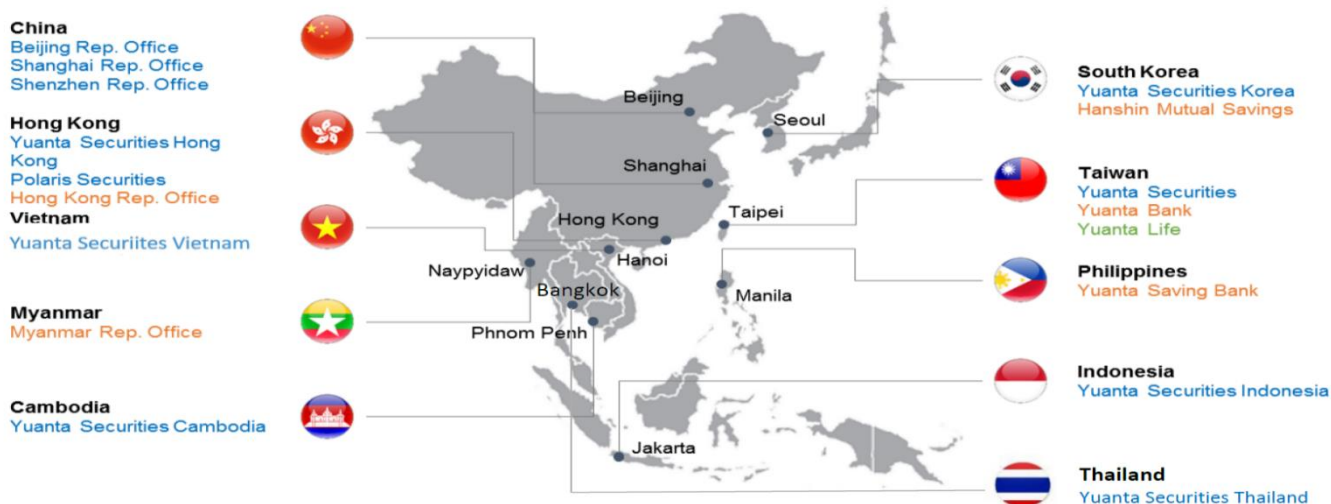 China
Beijing Rep. Office
Shanghai Rep. Office
Shenzhen Rep. Office
Hong Kong
Yuanta Securities Hong
Kong
Polaris Securities
Hong Kong Rep. Office
Vietnam
Yuanta Securiites Vietnam
Myanmar
Myanmar Rep. Office
Cambodia
Yuanta Securities Cambodia
Beijing
Seoul
Shanghai
Hong Kong
Taipei
Hanoi
Naypyidaw
Bangkok
Manila
Phnom Penh
Jakarta
South Korea
Yuanta Securities Korea
Hanshin Mutual Savings
Taiwan
Yuanta Securities
Yuanta Bank
Yuanta Life
Philippines
Yuanta Saving Bank
Indonesia
Yuanta Securities Indonesia
Thailand
Yuanta Securities Thailand